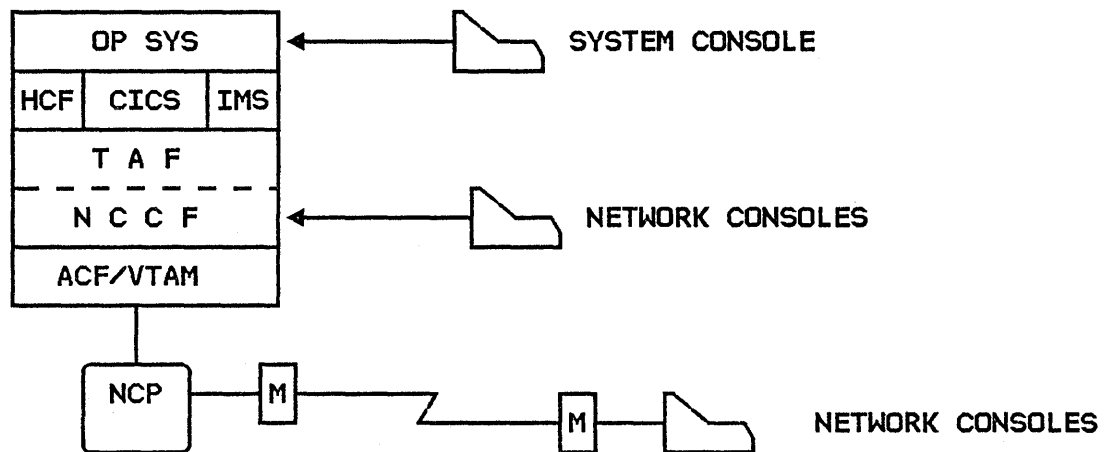 OP SYS
SYSTEM CONSOLE
HCF CICS IMS
T A F
N C C F
NETWORK CONSOLES
ACF/VTAM
NCP
M
M
NETWORK CONSOLES